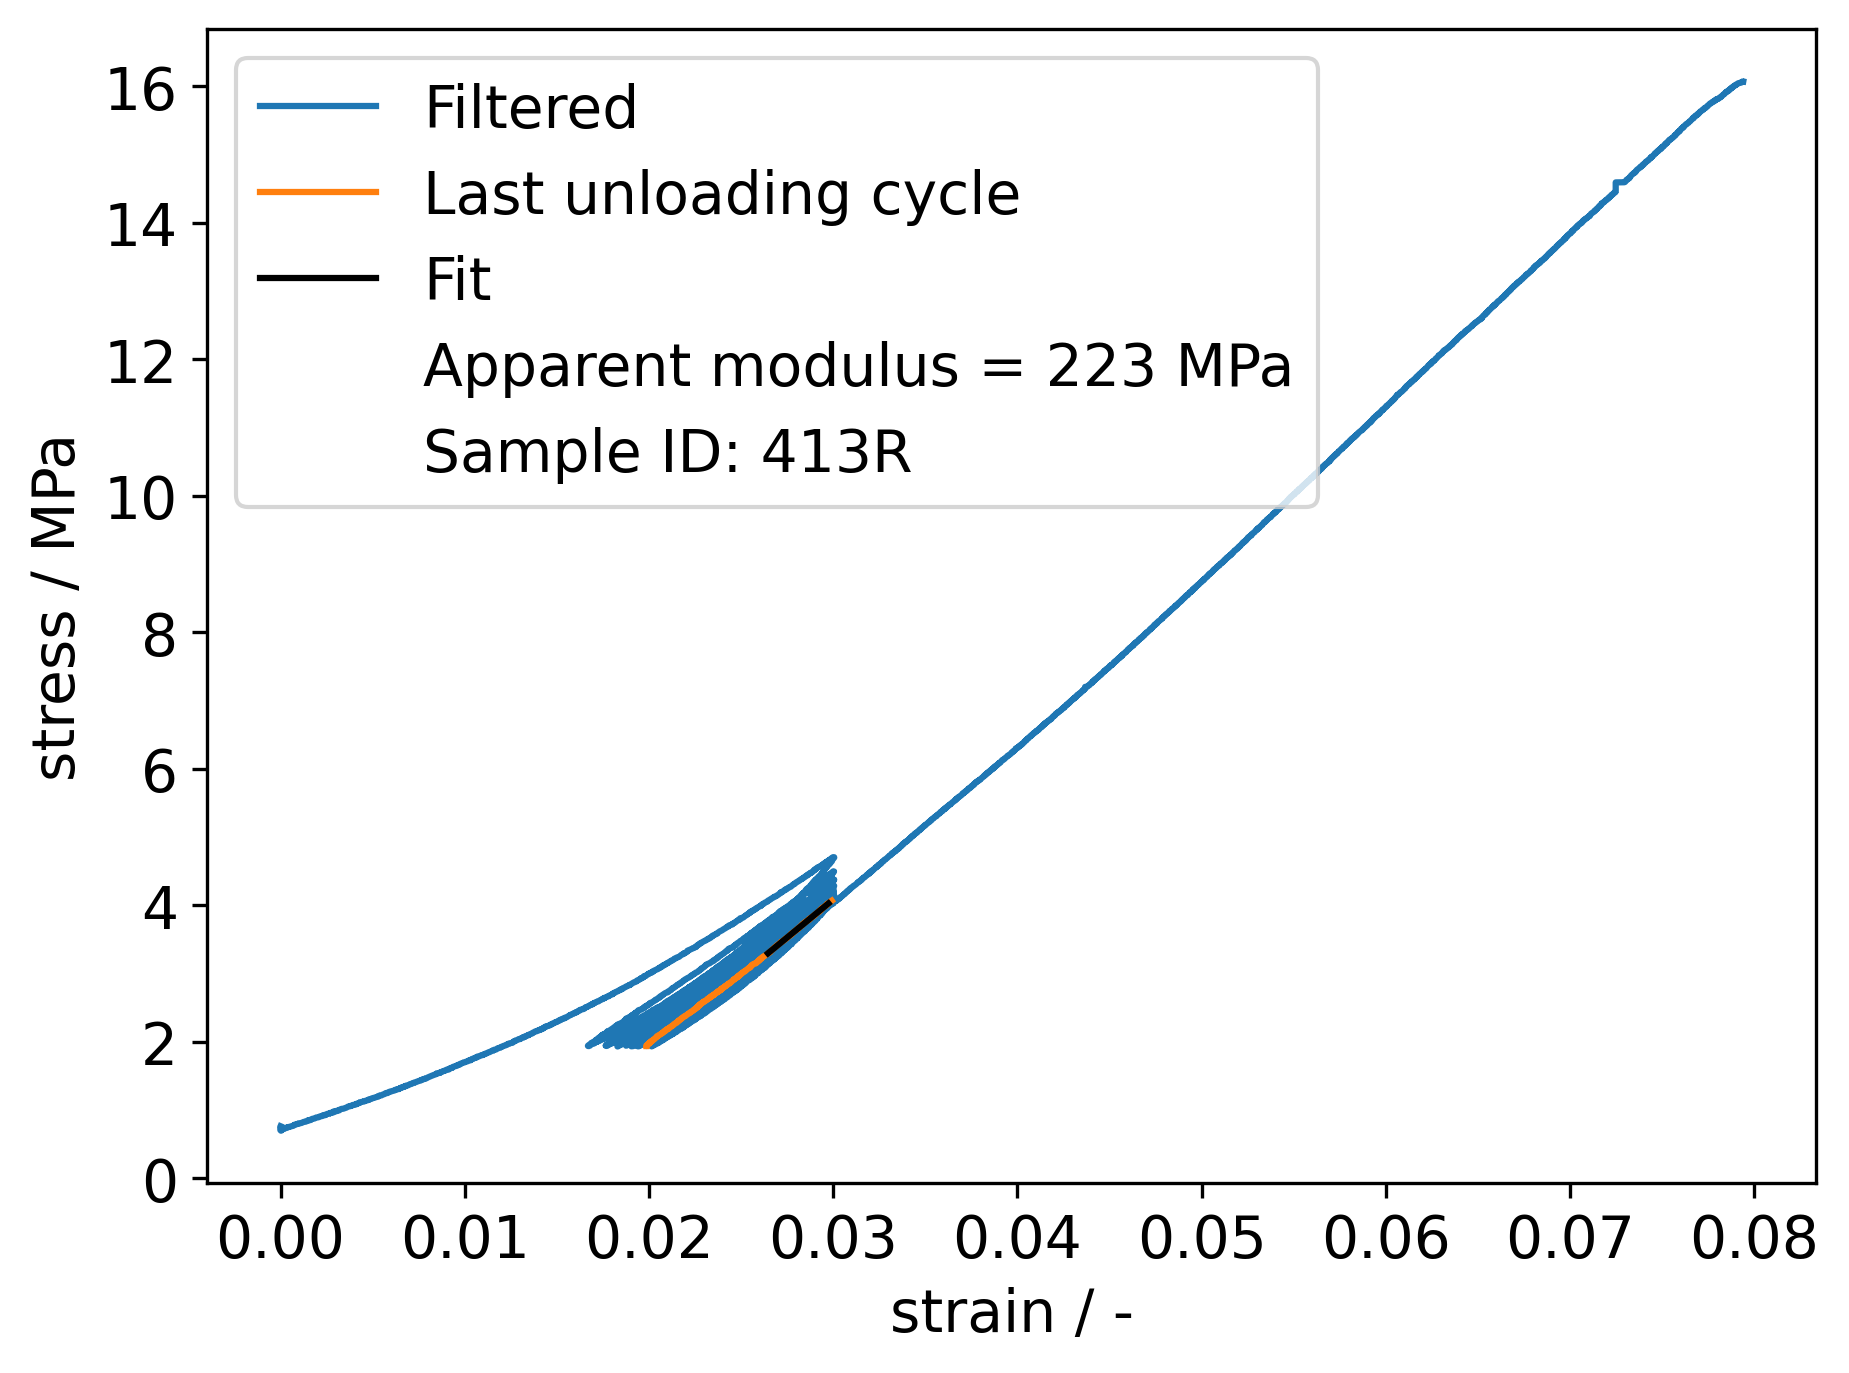 Filtered
Last unloading cycle
Fit
Apparent modulus = 223 MPa
Sample ID: 413R
stress / MPa
16
14
12
10
8
6
4
2
0
0.00 0.01 0.02 0.03 0.04 0.05 0.06 0.07 0.08
strain / -